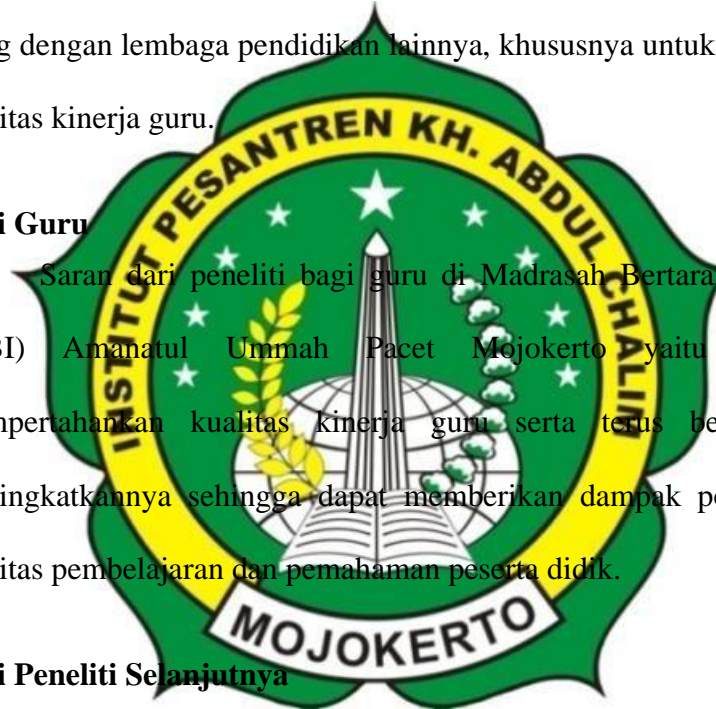 g dengan lembaga pendidikan lainnya, khususnya untuk
itas kinerja guru.
INSTITUT PESANTREN KH. ABDUL CHALIM
i Guru
Saran dari peneliti bagi guru di Madrasah Bertara
BI) Amanatul Ummah Pacet Mojokerto yaitu
npertahankan kualitas kinerja guru serta terus be
ingkatkannya sehingga dapat memberikan dampak po
itas pembelajaran dan pemahaman peserta didik.
MOJOKERTO
i Peneliti Selanjutnya